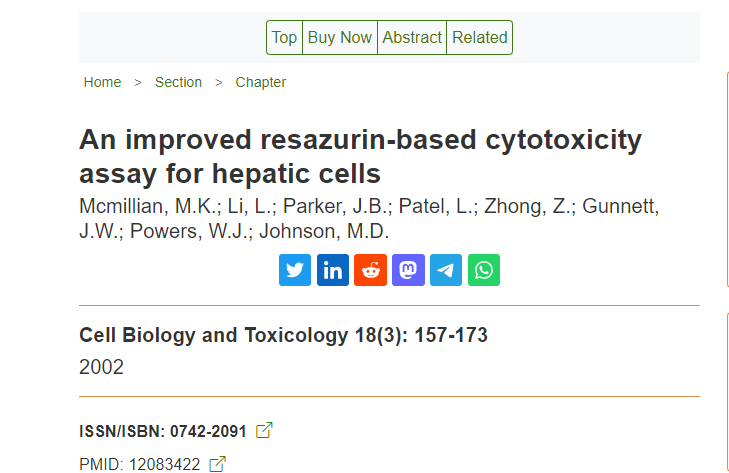 Top Buy Now Abstract Related
Home > Section > Chapter
An improved resazurin-based cytotoxicity
assay for hepatic cells
Mcmillian, M.K.; Li, L.; Parker, J.B.; Patel, L.; Zhong, Z.; Gunnett,
J.W.; Powers, W.J.; Johnson, M.D.
Cell Biology and Toxicology 18(3): 157-173
2002
ISSN/ISBN: 0742-2091
PMID: 12083422